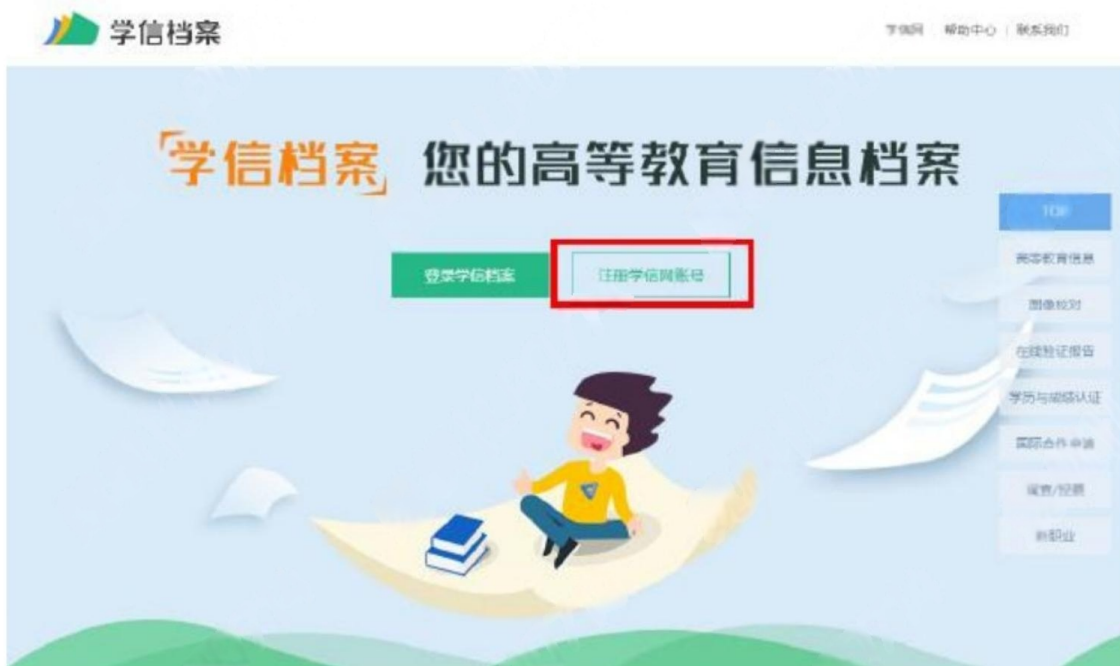 学信档案
学信网 帮助中心 | 联系我们
「学信档案」 您的高等教育信息档案
登录学信档案 注册学信网账号
TOP
高等教育信息
图像校对
在线验证报告
学历与成绩认证
国际合作申请
调查/投票
新职业